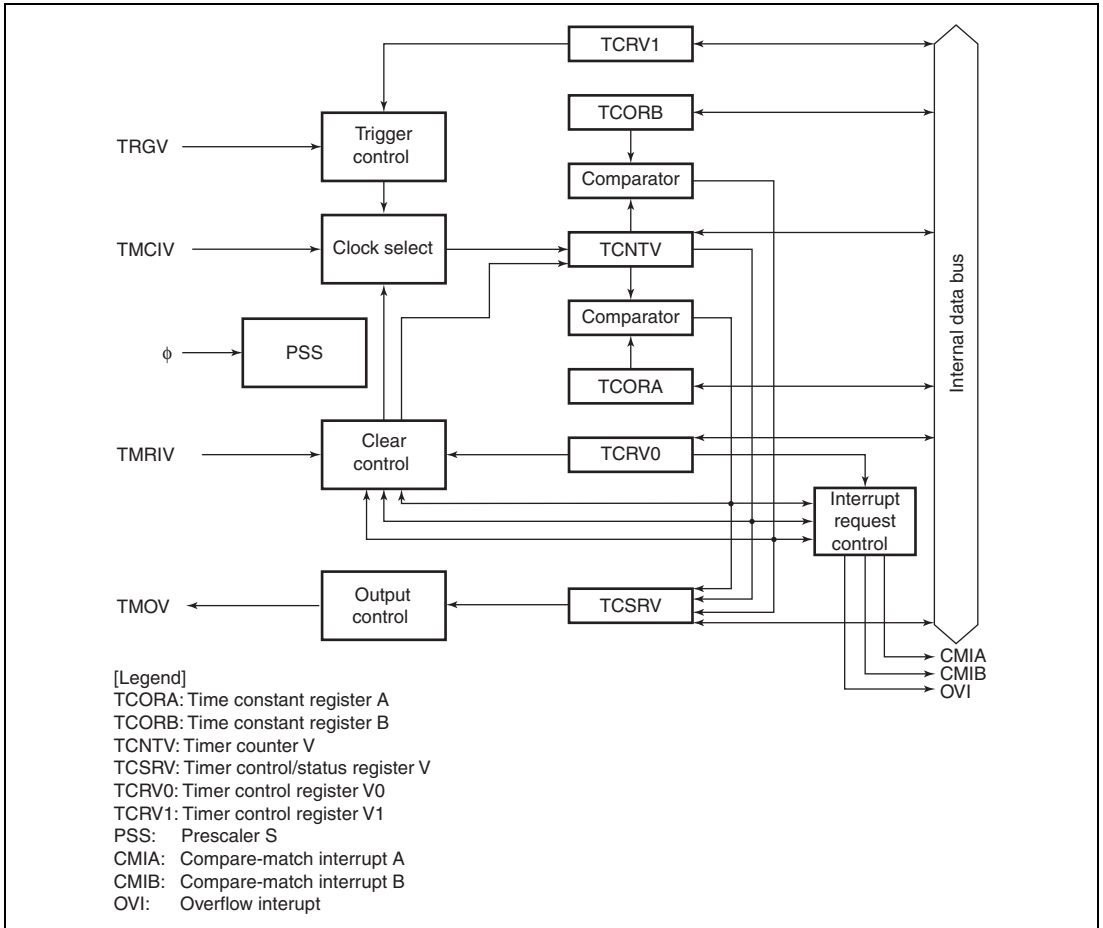 TCRV1
TCORB
Trigger
control
TRGV
Comparator
Clock select
TMCIV
TCNTV
Internal data bus
Comparator
φ
PSS
TCORA
Clear
control
TMRIV
TCRV0
Interrupt
request
control
Output
control
TMOV
TCSRV
CMIA
CMIB
OVI
[Legend]
TCORA: Time constant register A
TCORB: Time constant register B
TCNTV: Timer counter V
TCSRV: Timer control/status register V
TCRV0: Timer control register V0
TCRV1: Timer control register V1
PSS: Prescaler S
CMIA: Compare-match interrupt A
CMIB: Compare-match interrupt B
OVI: Overflow interupt